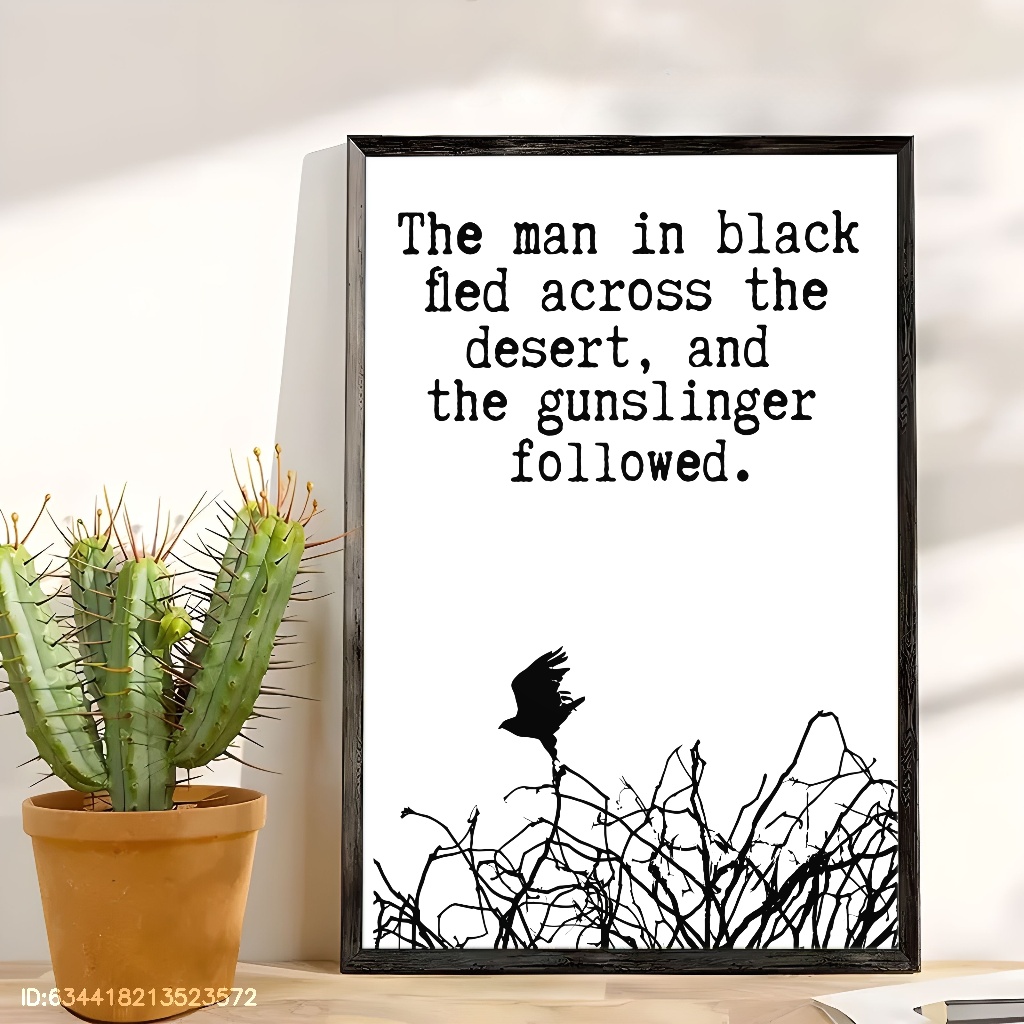 The man in black
fled across the
desert, and
the gunslinger
followed.
ID:634418213523572